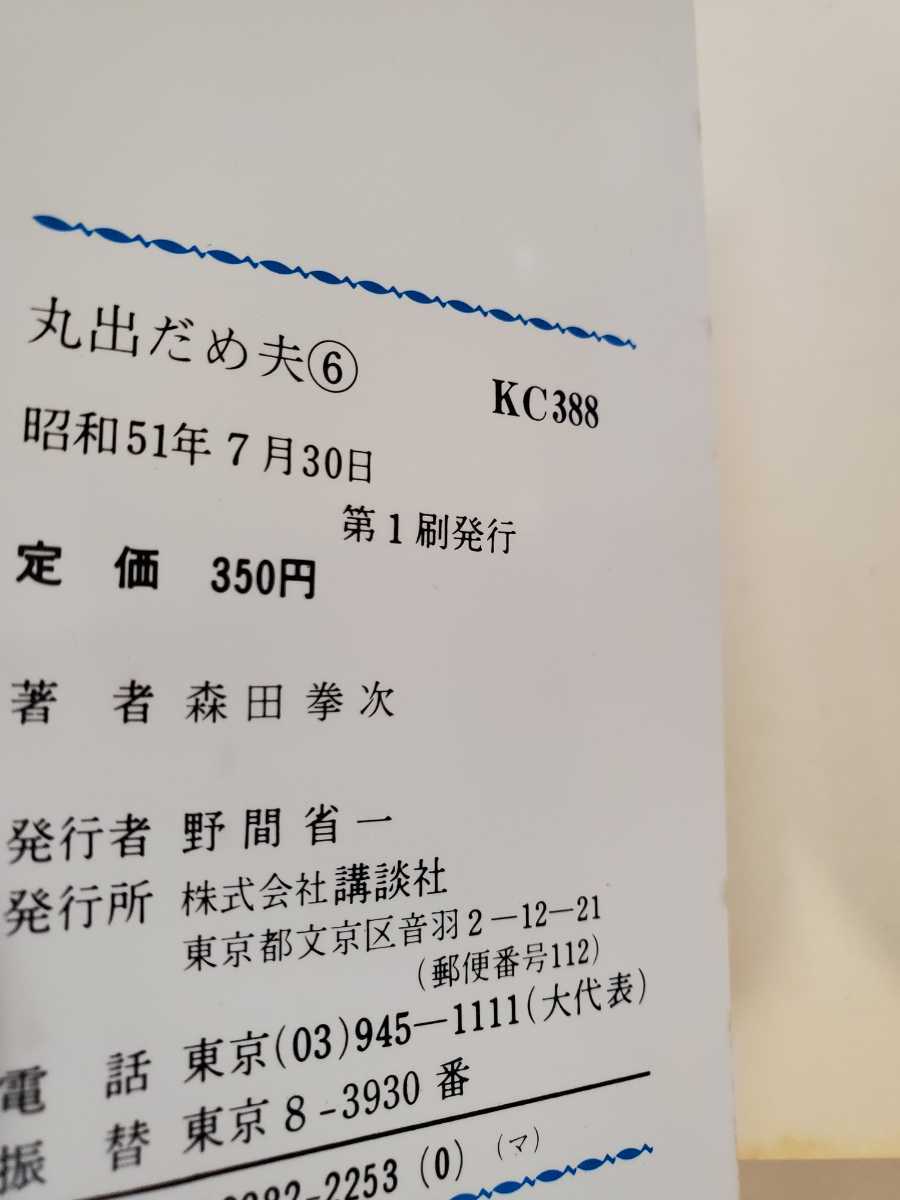 丸出だめ夫⑥ KC388
昭和51年7月30日
第1刷発行
定 価 350円
著 者 森田拳次
発行者 野間省一
発行所 株式会社講談社
東京都文京区音羽2-12-21
(郵便番号112)
電 話 東京(03)945-1111(大代表)
振 替 東京8-3930番
2253 (0) (マ)